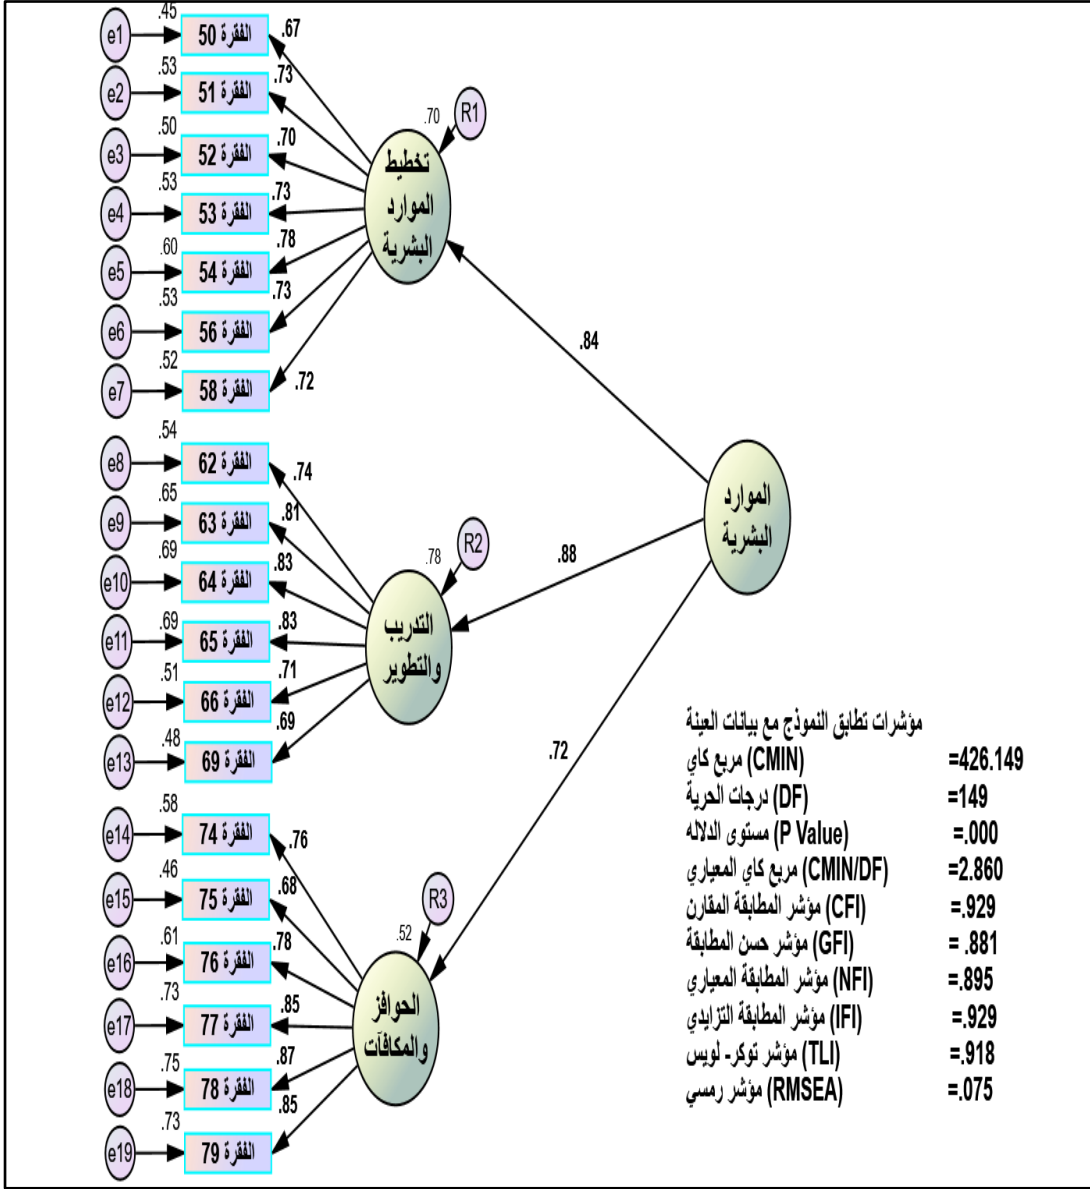 e1
.45
الفقرة 50
.67
e2
.53
الفقرة 51
.73
e3
.50
الفقرة 52
.70
e4
.53
الفقرة 53
.73
e5
.60
الفقرة 54
.78
e6
.53
الفقرة 56
.73
e7
.52
الفقرة 58
.72
تخطيط
الموارد
البشرية
.70
R1
.84
e8
.54
الفقرة 62
.74
e9
.65
الفقرة 63
.81
e10
.69
الفقرة 64
.83
e11
.69
الفقرة 65
.83
e12
.51
الفقرة 66
.71
e13
.48
الفقرة 69
.69
التدريب
والتطوير
.78
R2
.88
الموارد
البشرية
e14
.58
الفقرة 74
.76
e15
.46
الفقرة 75
.68
e16
.61
الفقرة 76
.78
e17
.73
الفقرة 77
.85
e18
.75
الفقرة 78
.87
e19
.73
الفقرة 79
.85
الحوافز
والمكافآت
.52
R3
.72
مؤشرات تطابق النموذج مع بيانات العينة
مربع كاي (CMIN) =426.149
درجات الحرية (DF) =149
مستوى الدلاله (P Value) =.000
مربع كاي المعياري (CMIN/DF) =2.860
مؤشر المطابقة المقارن (CFI) =.929
مؤشر حسن المطابقة (GFI) = .881
مؤشر المطابقة المعياري (NFI) =.895
مؤشر المطابقة التزايدي (IFI) =.929
مؤشر توكر- لويس (TLI) =.918
مؤشر رمسي (RMSEA) =.075